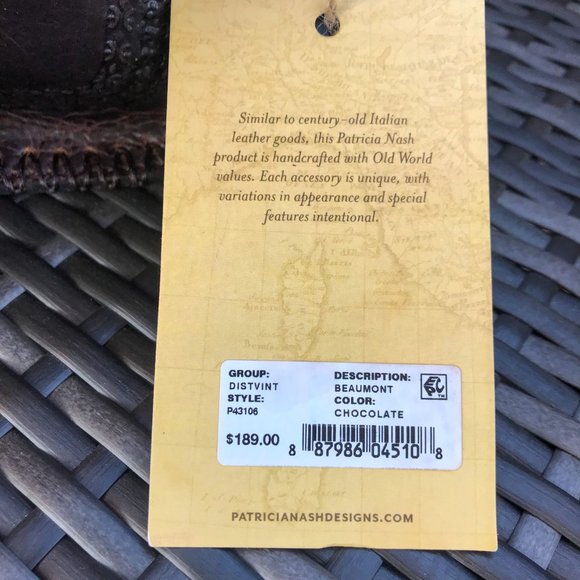 Similar to century-old Italian
leather goods, this Patricia Nash
product is handcrafted with Old World
values. Each accessory is unique, with
variations in appearance and special
features intentional.
GROUP:
DISTVINT
STYLE:
P43106
$189.00
DESCRIPTION:
BEAUMONT
COLOR:
CHOCOLATE
EPC™
8 87986 04510 8
PATRICIANASHDESIGNS.COM